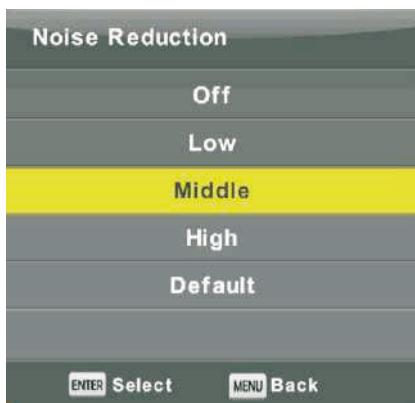 Noise Reduction
Off
Low
Middle
High
Default
ENTER Select MENU Back